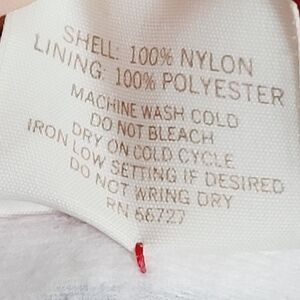 SHELL: 100% NYLON
LINING: 100% POLYESTER
MACHINE WASH COLD
DO NOT BLEACH
DRY ON COLD CYCLE
IRON LOW SETTING IF DESIRED
DO NOT WRING DRY
RN 66727